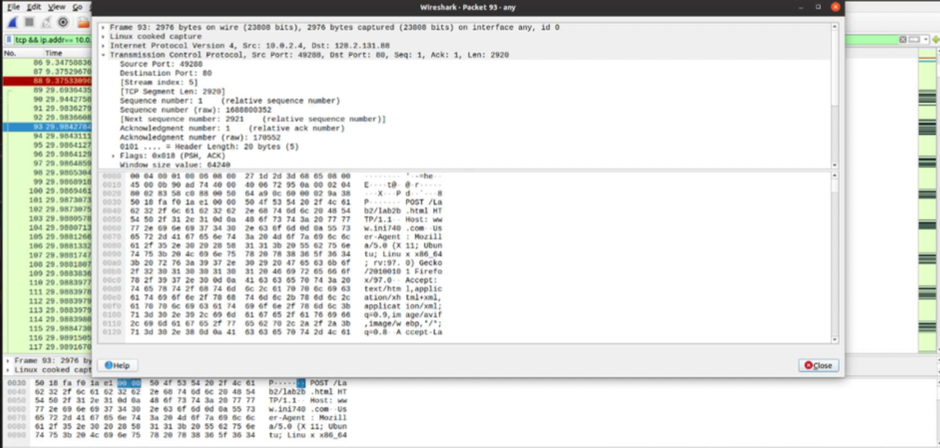 File Edit View Go
Wireshark · Packet 93 · any
tcp && ip.addr== 10.0.
No. Time
86 9.34758836
87 9.37529670
88 9.37533096
89 29.6936435
90 29.9442758
91 29.9836279
92 29.9836608
93 29.9842784
94 29.9843111
95 29.9864127
96 29.9864129
97 29.9864859
98 29.9865304
99 29.9868918
100 29.9869461
101 29.9873073
102 29.9873075
103 29.9880578
104 29.9880713
105 29.9881266
106 29.9881332
107 29.9881747
108 29.9881807
109 29.9883836
110 29.9883977
111 29.9883977
112 29.9883979
113 29.9883979
114 29.9883980
115 29.9884730
116 29.9891505
117 29.9891670
Frame 93: 2976 bytes on wire (23808 bits), 2976 bytes captured (23808 bits) on interface any, id 0
Linux cooked capture
Internet Protocol Version 4, Src: 10.0.2.4, Dst: 128.2.131.88
Transmission Control Protocol, Src Port: 49288, Dst Port: 80, Seq: 1, Ack: 1, Len: 2920
Source Port: 49288
Destination Port: 80
[Stream index: 5]
[TCP Segment Len: 2920]
Sequence number: 1 (relative sequence number)
Sequence number (raw): 1688800352
[Next sequence number: 2921 (relative sequence number)]
Acknowledgment number: 1 (relative ack number)
Acknowledgment number (raw): 170552
0101 .... = Header Length: 20 bytes (5)
Flags: 0x018 (PSH, ACK)
Window size value: 64240
0000 00 04 00 01 00 06 08 00 27 1d 2d 3d 68 65 08 00 ········ '·-=he··
0010 45 00 0b 90 ad 74 40 00 40 06 72 95 0a 00 02 04 E····t@· @·r·····
0020 80 02 83 58 c0 88 00 50 64 a9 0c 60 00 02 9a 38 ···X···P d··`···8
0030 50 18 fa f0 1a e1 00 00 50 4f 53 54 20 2f 4c 61 P······· POST /La
0040 62 32 2f 6c 61 62 32 62 2e 68 74 6d 6c 20 48 54 b2/lab2b .html HT
0050 54 50 2f 31 2e 31 0d 0a 48 6f 73 74 3a 20 77 77 TP/1.1·· Host: ww
0060 77 2e 69 6e 69 37 34 30 2e 63 6f 6d 0d 0a 55 73 w.ini740 .com··Us
0070 65 72 2d 41 67 65 6e 74 3a 20 4d 6f 7a 69 6c 6c er-Agent : Mozill
0080 61 2f 35 2e 30 20 28 58 31 31 3b 20 55 62 75 6e a/5.0 (X 11; Ubun
0090 74 75 3b 20 4c 69 6e 75 78 20 78 38 36 5f 36 34 tu; Linu x x86_64
00a0 3b 20 72 76 3a 39 37 2e 30 29 20 47 65 63 6b 6f ; rv:97. 0) Gecko
00b0 2f 32 30 31 30 30 31 30 31 20 46 69 72 65 66 6f /2010010 1 Firefo
00c0 78 2f 39 37 2e 30 0d 0a 41 63 63 65 70 74 3a 20 x/97.0·· Accept:
00d0 74 65 78 74 2f 68 74 6d 6c 2c 61 70 70 6c 69 63 text/htm l,applic
00e0 61 74 69 6f 6e 2f 78 68 74 6d 6c 2b 78 6d 6c 2c ation/xh tml+xml,
00f0 61 70 70 6c 69 63 61 74 69 6f 6e 2f 78 6d 6c 3b applicat ion/xml;
0100 71 3d 30 2e 39 2c 69 6d 61 67 65 2f 61 76 69 66 q=0.9,im age/avif
0110 2c 69 6d 61 67 65 2f 77 65 62 70 2c 2a 2f 2a 3b ,image/w ebp,*/*;
0120 71 3d 30 2e 38 0d 0a 41 63 63 65 70 74 2d 4c 61 q=0.8··A ccept-La
Help
Close
Frame 93: 2976 by
Linux cooked capt
0030 50 18 fa f0 1a e1 00 00 50 4f 53 54 20 2f 4c 61 P······· POST /La
0040 62 32 2f 6c 61 62 32 62 2e 68 74 6d 6c 20 48 54 b2/lab2b .html HT
0050 54 50 2f 31 2e 31 0d 0a 48 6f 73 74 3a 20 77 77 TP/1.1·· Host: ww
0060 77 2e 69 6e 69 37 34 30 2e 63 6f 6d 0d 0a 55 73 w.ini740 .com··Us
0070 65 72 2d 41 67 65 6e 74 3a 20 4d 6f 7a 69 6c 6c er-Agent : Mozill
0080 61 2f 35 2e 30 20 28 58 31 31 3b 20 55 62 75 6e a/5.0 (X 11; Ubun
0090 74 75 3b 20 4c 69 6e 75 78 20 78 38 36 5f 36 34 tu; Linu x x86_64